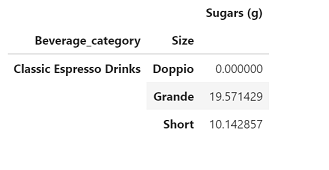 Sugars (g)
Beverage_category Size
Classic Espresso Drinks Doppio 0.000000
Grande 19.571429
Short 10.142857